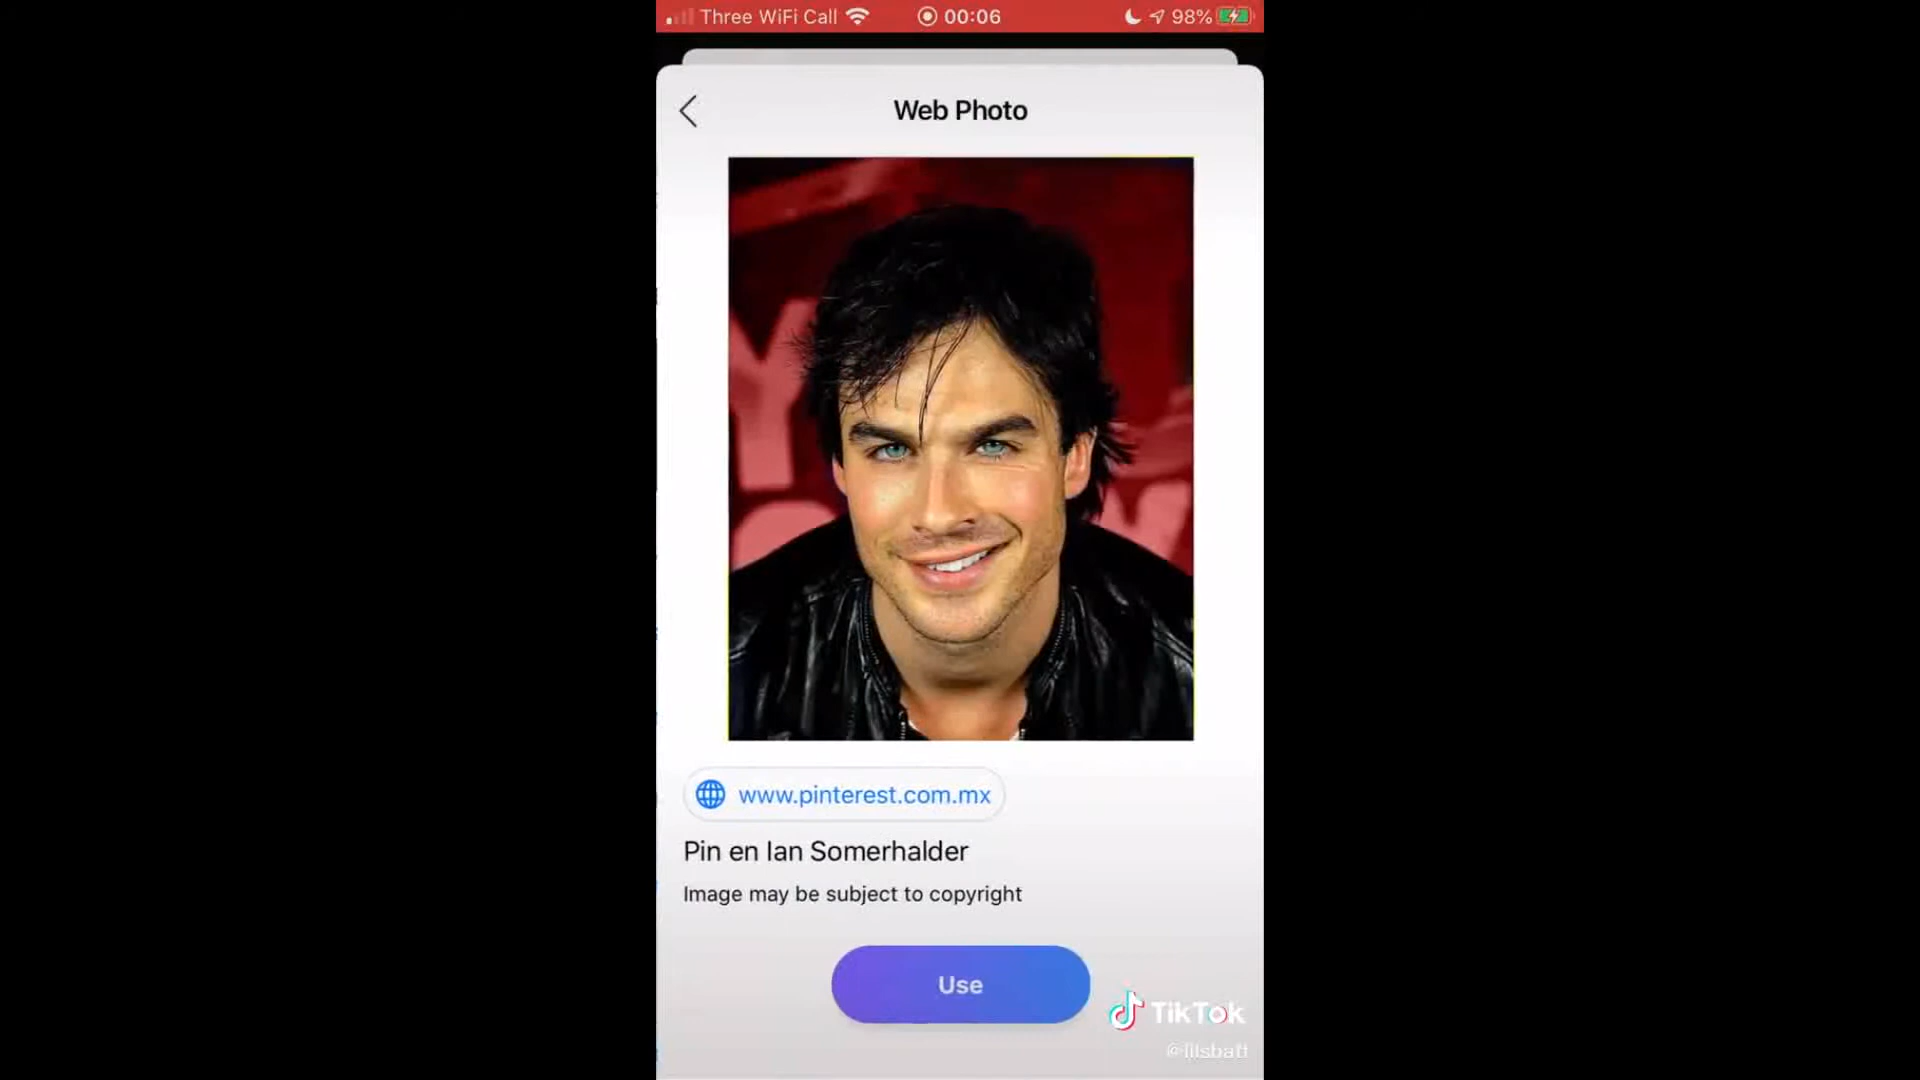 Three WiFi Call 00:06 98%
Web Photo
www.pinterest.com.mx
Pin en Ian Somerhalder
Image may be subject to copyright
Use
TikTok